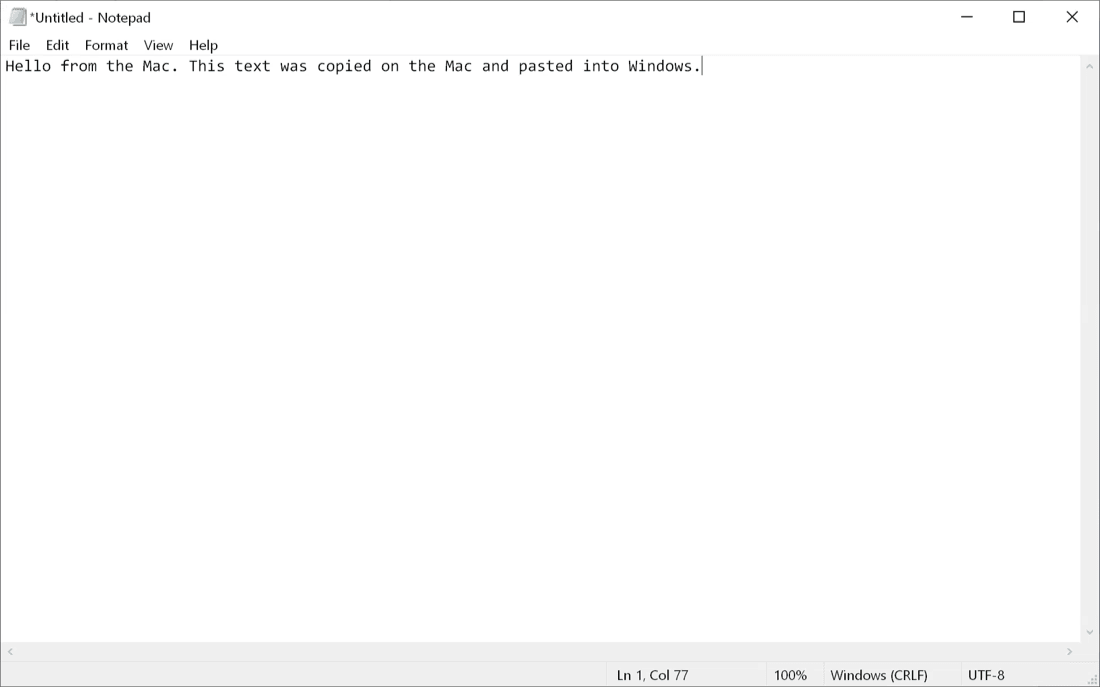 *Untitled - Notepad
File Edit Format View Help
Hello from the Mac. This text was copied on the Mac and pasted into Windows.
Ln 1, Col 77 100% Windows (CRLF) UTF-8